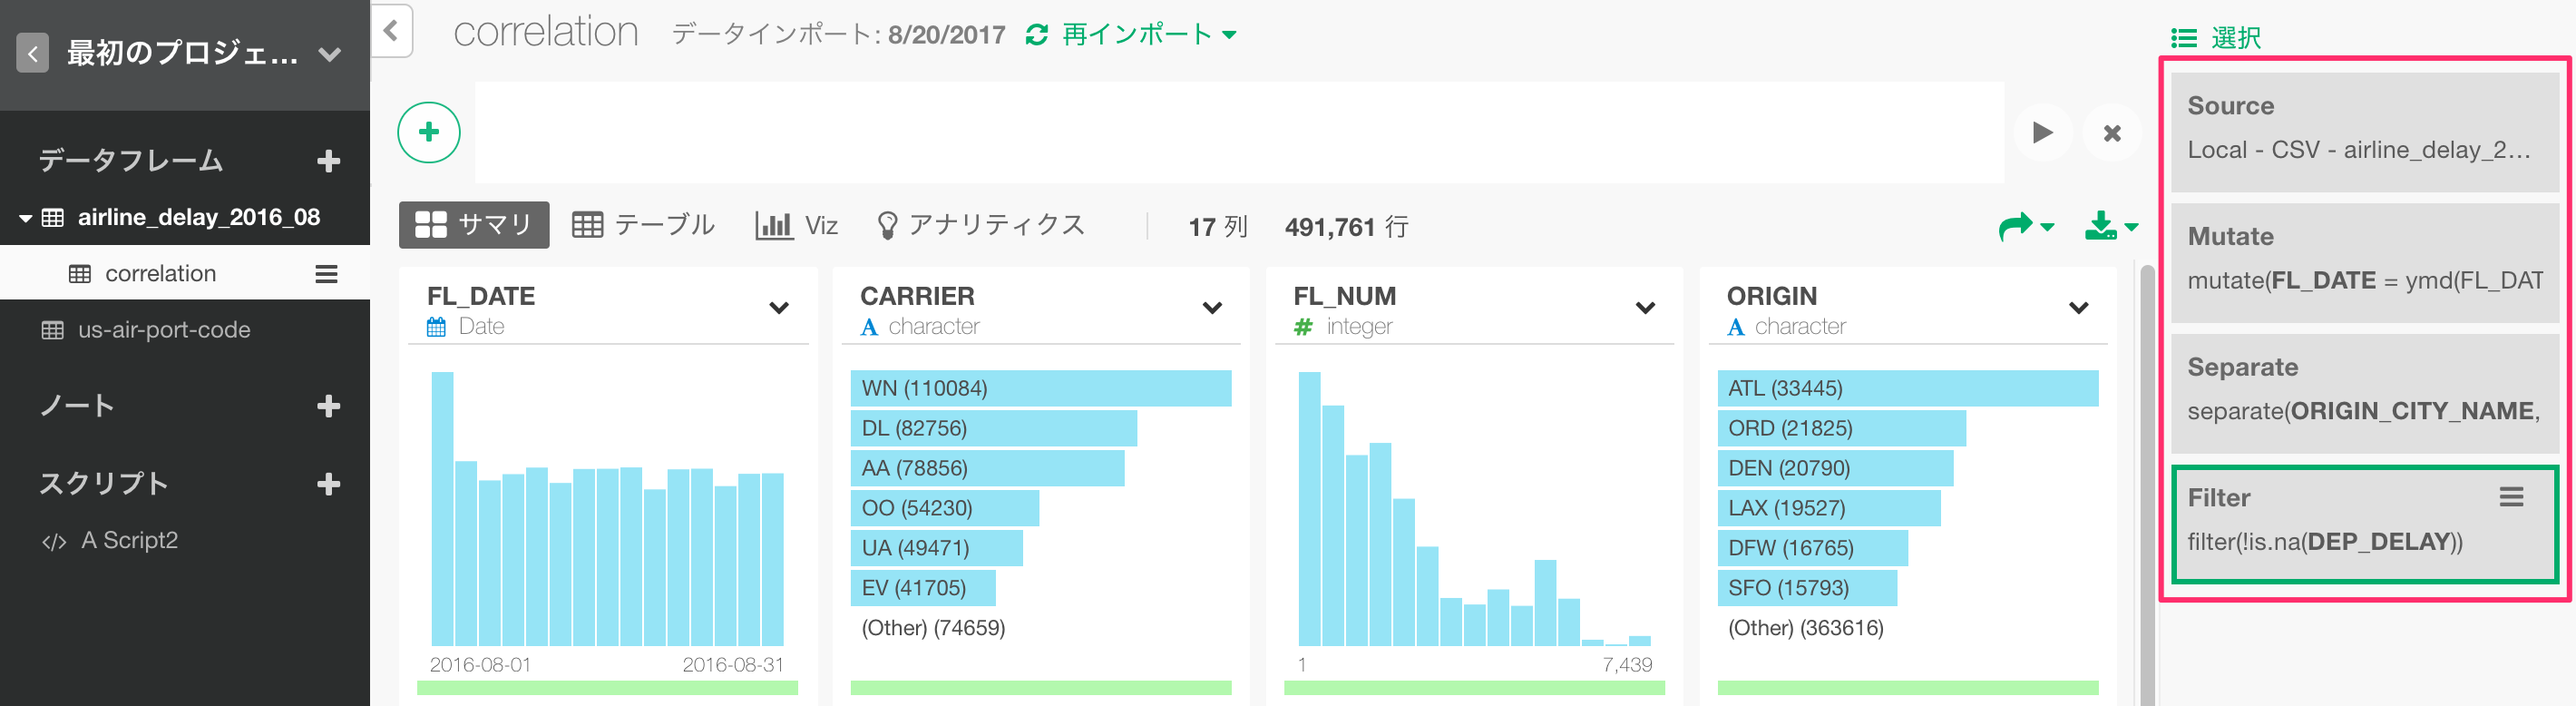 最初のプロジェ...
データフレーム
airline_delay_2016_08
correlation
us-air-port-code
ノート
スクリプト
A Script2
correlation データインポート: 8/20/2017 再インポート
サマリ テーブル Viz アナリティクス 17 列 491,761 行
FL_DATE
Date
2016-08-01 2016-08-31
CARRIER
A character
WN (110084)
DL (82756)
AA (78856)
OO (54230)
UA (49471)
EV (41705)
(Other) (74659)
FL_NUM
# integer
1 7,439
ORIGIN
A character
ATL (33445)
ORD (21825)
DEN (20790)
LAX (19527)
DFW (16765)
SFO (15793)
(Other) (363616)
選択
Source
Local - CSV - airline_delay_2...
Mutate
mutate(FL_DATE = ymd(FL_DAT
Separate
separate(ORIGIN_CITY_NAME,
Filter
filter(!is.na(DEP_DELAY))